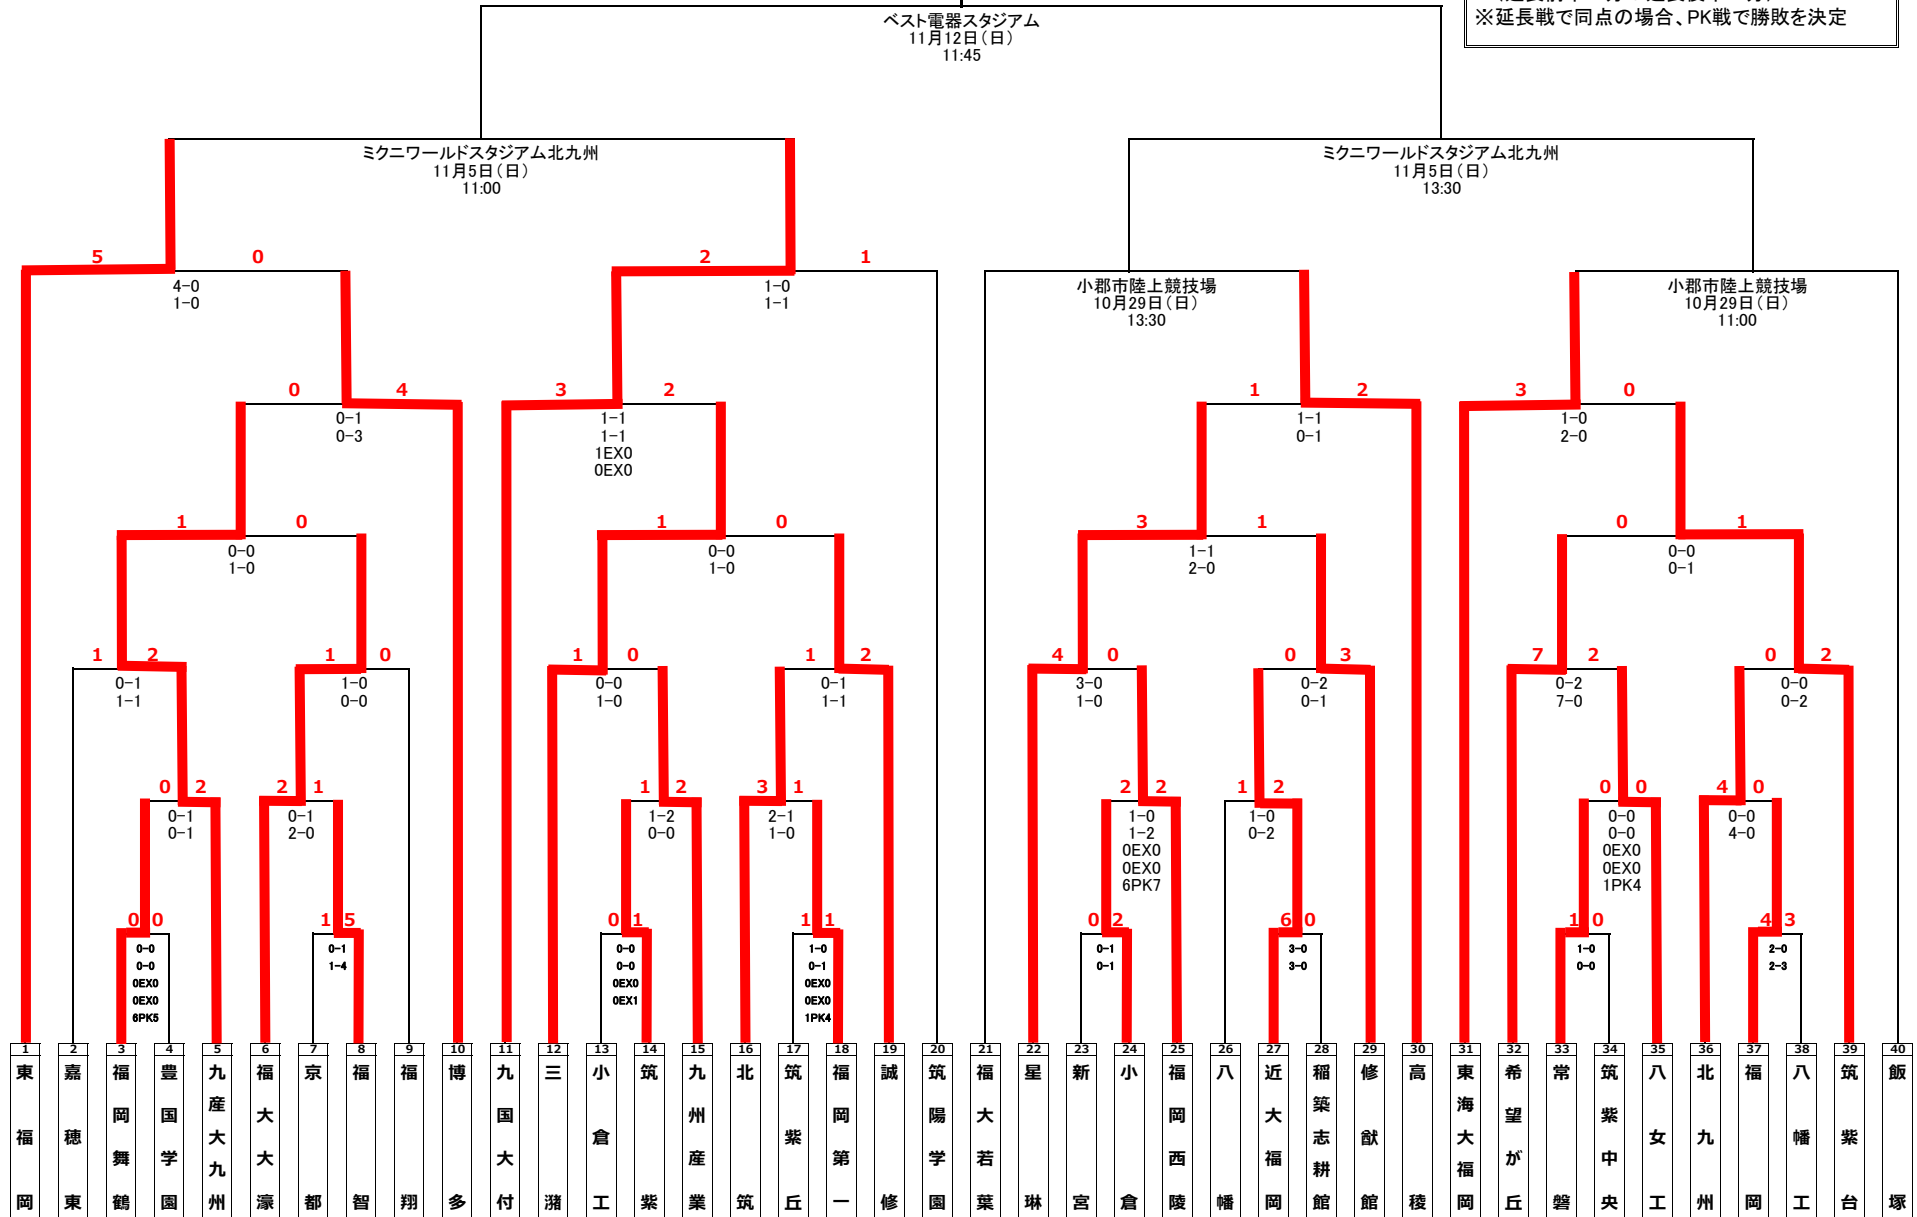 ※延長戦で同点の場合、PK戦で勝敗を決定
ベスト電器スタジアム
11月12日(日)
11:45
ミクニワールドスタジアム北九州
11月5日(日)
11:00
ミクニワールドスタジアム北九州
11月5日(日)
13:30
5 0
4-0
1-0
2 1
1-0
1-1
小郡市陸上競技場
10月29日(日)
13:30
小郡市陸上競技場
10月29日(日)
11:00
0 4
0-1
0-3
3 2
1-1
1-1
1EX0
0EX0
1 2
1-1
0-1
3 0
1-0
2-0
1 0
0-0
1-0
1 0
0-0
1-0
3 1
1-1
2-0
0 1
0-0
0-1
1 2
0-1
1-1
1 0
1-0
0-0
1 0
0-0
1-0
1 2
0-1
1-1
4 0
3-0
1-0
0 3
0-2
0-1
7 2
0-2
7-0
0 2
0-0
0-2
0 2
0-1
0-1
2 1
0-1
2-0
1 2
1-2
0-0
3 1
2-1
1-0
2 2
1-0
1-2
0EX0
0EX0
6PK7
1 2
1-0
0-2
0 0
0-0
0-0
0EX0
0EX0
1PK4
4 0
0-0
4-0
0 0
0-0
0-0
0EX0
0EX0
6PK5
1 5
0-1
1-4
0 1
0-0
0-0
0EX0
0EX1
1 1
1-0
0-1
0EX0
0EX0
1PK4
0 2
0-1
0-1
6 0
3-0
3-0
1 0
1-0
0-0
4 3
2-0
2-3
1 東福岡
2 嘉穂東
3 福岡舞鶴
4 豊国学園
5 九産大九州
6 福大大濠
7 京都
8 福智
9 福翔
10 博多
11 九国大付
12 三潴
13 小倉工
14 筑紫
15 九州産業
16 北筑
17 筑紫丘
18 福岡第一
19 誠修
20 筑陽学園
21 福大若葉
22 星琳
23 新宮
24 小倉
25 福岡西陵
26 八幡
27 近大福岡
28 稲築志耕館
29 修猷館
30 高稜
31 東海大福岡
32 希望が丘
33 常磐
34 筑紫中央
35 八女工
36 北九州
37 福岡
38 八幡工
39 筑紫台
40 飯塚